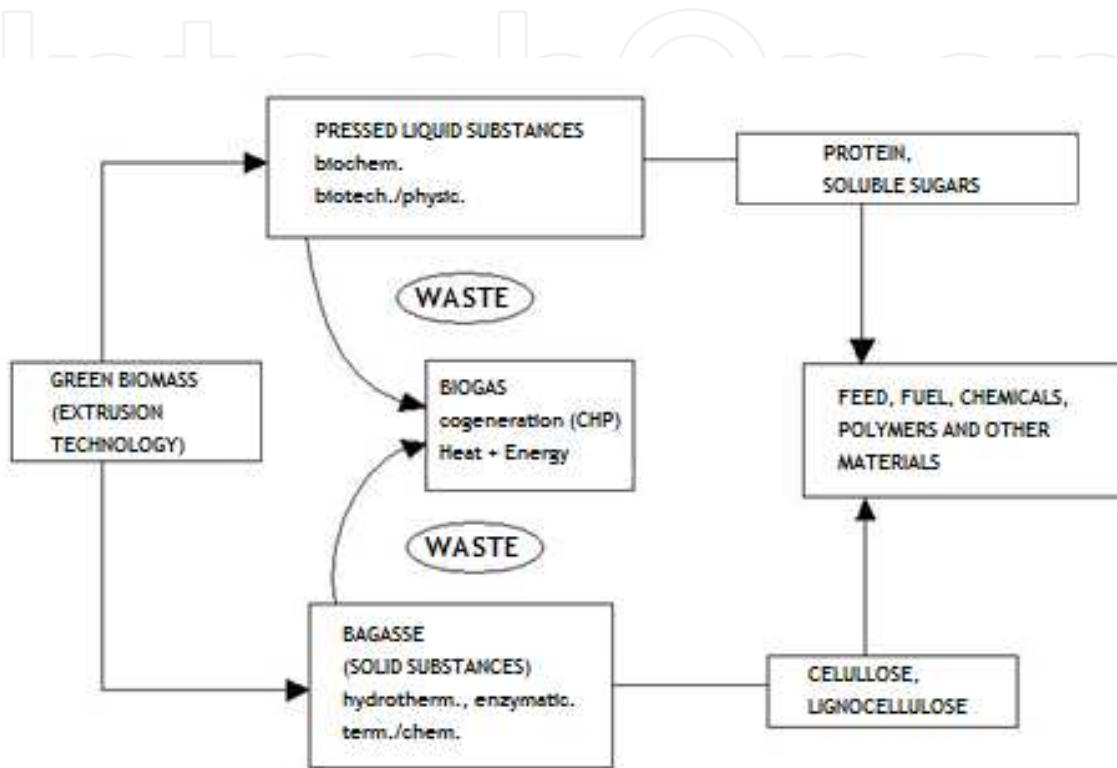 PRESSED LIQUID SUBSTANCES
biochem.
biotech./physic.
PROTEIN,
SOLUBLE SUGARS
WASTE
GREEN BIOMASS
(EXTRUSION
TECHNOLOGY)
BIOGAS
cogeneration (CHP)
Heat + Energy
FEED, FUEL, CHEMICALS,
POLYMERS AND OTHER
MATERIALS
WASTE
BAGASSE
(SOLID SUBSTANCES)
hydrotherm., enzymatic.
term./chem.
CELULLOSE,
LIGNOCELLULOSE